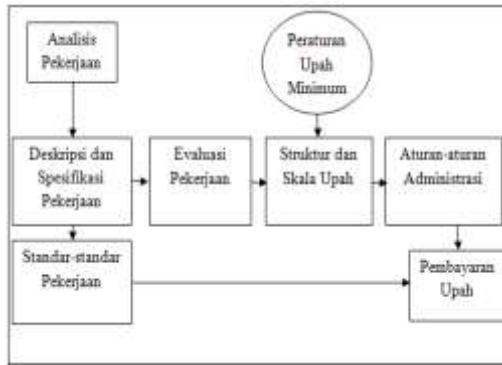 Analisis
Pekerjaan
Peraturan
Upah
Minimum
Deskripsi dan
Spesifikasi
Pekerjaan
Evaluasi
Pekerjaan
Struktur dan
Skala Upah
Aturan-aturan
Administrasi
Standar-standar
Pekerjaan
Pembayaran
Upah